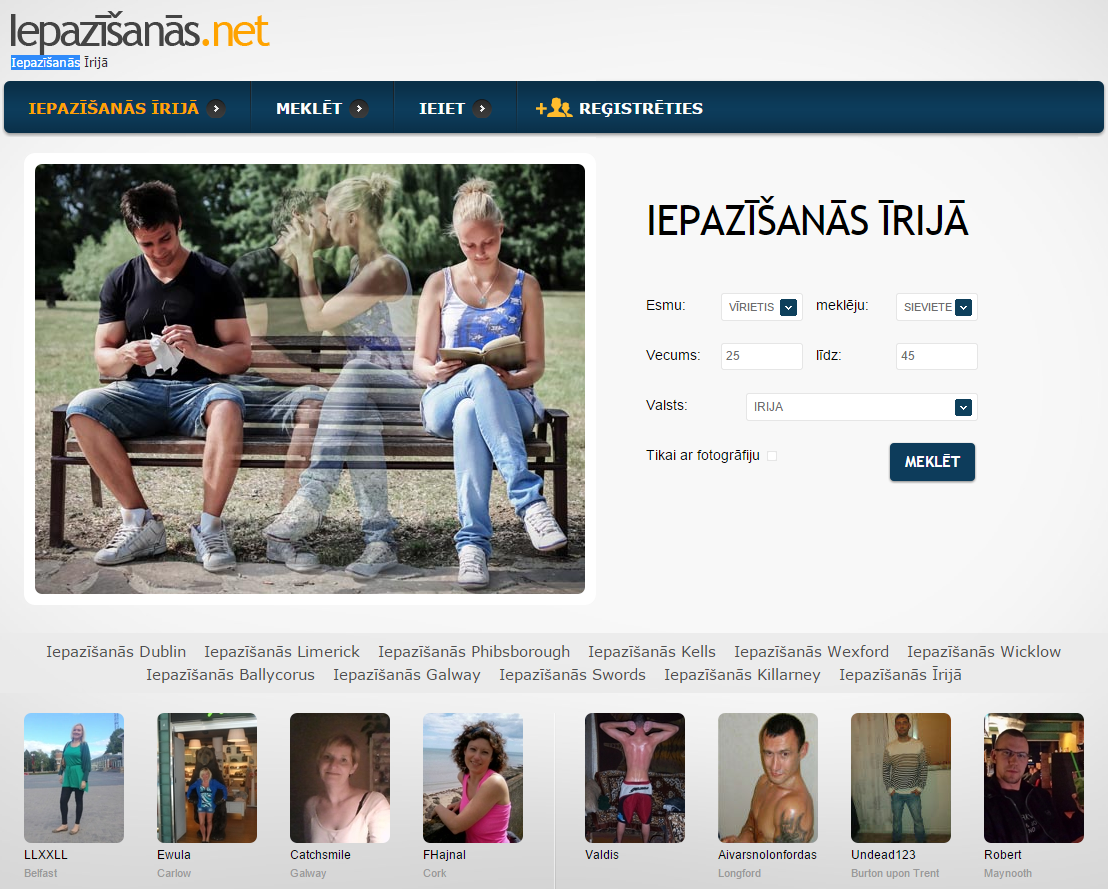 Iepazīšanās.net
Iepazīšanās Īrijā
IEPAZĪŠANĀS ĪRIJĀ MEKLĒT IEIET + REĢISTRĒTIES
IEPAZĪŠANĀS ĪRIJĀ
Esmu: VĪRIETIS meklēju: SIEVIETE
Vecums: 25 līdz: 45
Valsts: IRIJA
Tikai ar fotogrāfiju MEKLĒT
Iepazīšanās Dublin Iepazīšanās Limerick Iepazīšanās Phibsborough Iepazīšanās Kells Iepazīšanās Wexford Iepazīšanās Wicklow
Iepazīšanās Ballycorus Iepazīšanās Galway Iepazīšanās Swords Iepazīšanās Killarney Iepazīšanās Īrijā
LLXXLL Ewula Catchsmile FHajnal Valdis Aivarsnolonfordas Undead123 Robert
Belfast Carlow Galway Cork Longford Burton upon Trent Maynooth